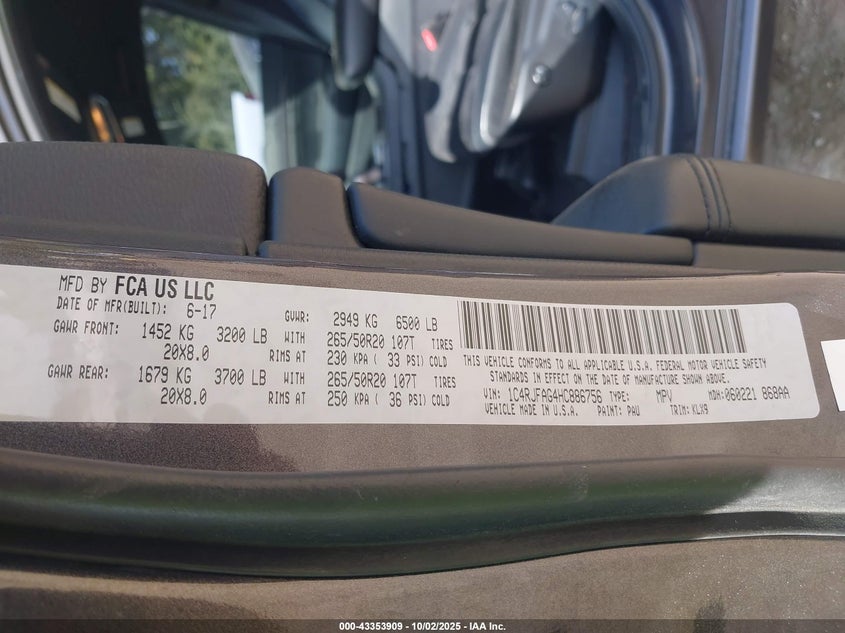 MFD BY FCA US LLC
DATE OF MFR(BUILT): 6-17 GVWR: 2949 KG 6500 LB
GAWR FRONT: 1452 KG 3200 LB WITH 265/50R20 107T TIRES
20X8.0 RIMS AT 230 KPA ( 33 PSI) COLD
GAWR REAR: 1679 KG 3700 LB WITH 265/50R20 107T TIRES
20X8.0 RIMS AT 250 KPA ( 36 PSI) COLD
THIS VEHICLE CONFORMS TO ALL APPLICABLE U.S.A. FEDERAL MOTOR VEHICLE SAFETY
STANDARDS IN EFFECT ON THE DATE OF MANUFACTURE SHOWN ABOVE.
VIN: 1C4RJFAG4HC886756 TYPE: MPV MDH: 060221 868AA
VEHICLE MADE IN U.S.A. PAINT: PAU TRIM: KLX9
000-43353909 | 10/02/2025 | IAA Inc.